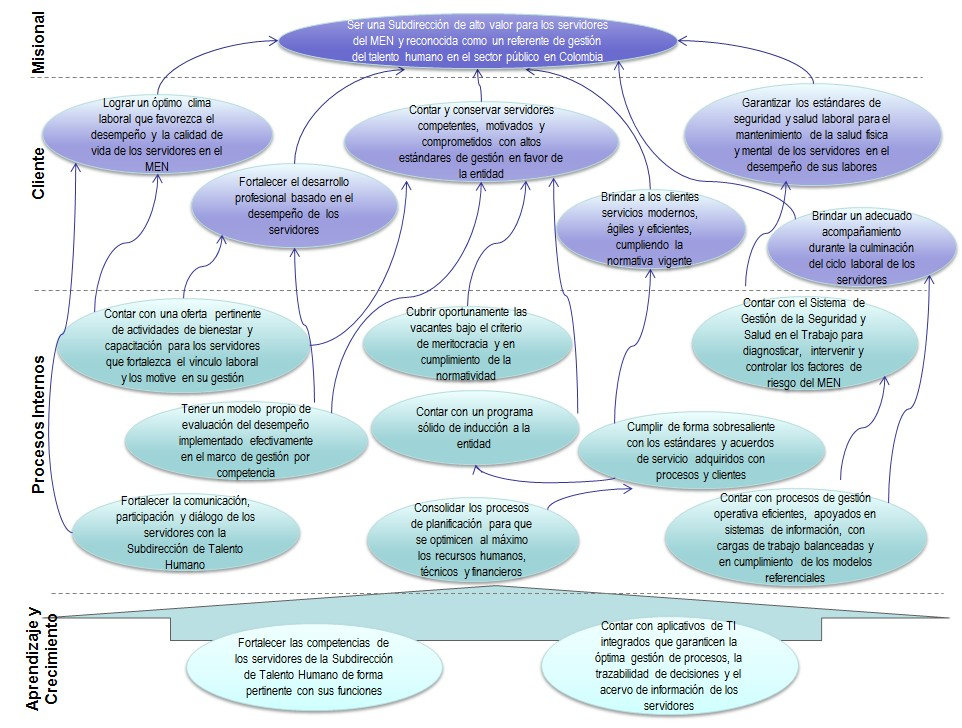 Misional
Ser una Subdirección de alto valor para los servidores
del MEN y reconocida como un referente de gestión
del talento humano en el sector público en Colombia
Cliente
Lograr un óptimo clima
laboral que favorezca el
desempeño y la calidad de
vida de los servidores en el
MEN
Contar y conservar servidores
competentes, motivados y
comprometidos con altos
estándares de gestión en favor de
la entidad
Garantizar los estándares de
seguridad y salud laboral para el
mantenimiento de la salud física
y mental de los servidores en el
desempeño de sus labores
Fortalecer el desarrollo
profesional basado en el
desempeño de los
servidores
Brindar a los clientes
servicios modernos,
ágiles y eficientes,
cumpliendo la
normativa vigente
Brindar un adecuado
acompañamiento
durante la culminación
del ciclo laboral de los
servidores
Procesos Internos
Contar con una oferta pertinente
de actividades de bienestar y
capacitación para los servidores
que fortalezca el vinculo laboral
y los motive en su gestión
Cubrir oportunamente las
vacantes bajo el criterio
de meritocracia y en
cumplimiento de la
normatividad
Contar con el Sistema de
Gestión de la Seguridad y
Salud en el Trabajo para
diagnosticar, intervenir y
controlar los factores de
riesgo del MEN
Tener un modelo propio de
evaluación del desempeño
implementado efectivamente
en el marco de gestión por
competencia
Contar con un programa
sólido de inducción a la
entidad
Cumplir de forma sobresaliente
con los estándares y acuerdos
de servicio adquiridos con
procesos y clientes
Fortalecer la comunicación,
participación y diálogo de los
servidores con la
Subdirección de Talento
Humano
Consolidar los procesos
de planificación para que
se optimicen al máximo
los recursos humanos,
técnicos y financieros
Contar con procesos de gestión
operativa eficientes, apoyados en
sistemas de información, con
cargas de trabajo balanceadas y
en cumplimiento de los modelos
referenciales
Aprendizaje y
Crecimiento
Fortalecer las competencias de
los servidores de la Subdirección
de Talento Humano de forma
pertinente con sus funciones
Contar con aplicativos de TI
integrados que garanticen la
óptima gestión de procesos, la
trazabilidad de decisiones y el
acervo de información de los
servidores